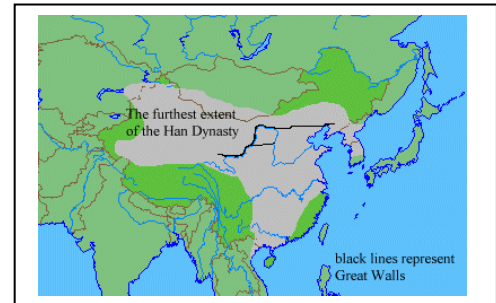 The furthest extent
of the Han Dynasty
black lines represent
Great Walls